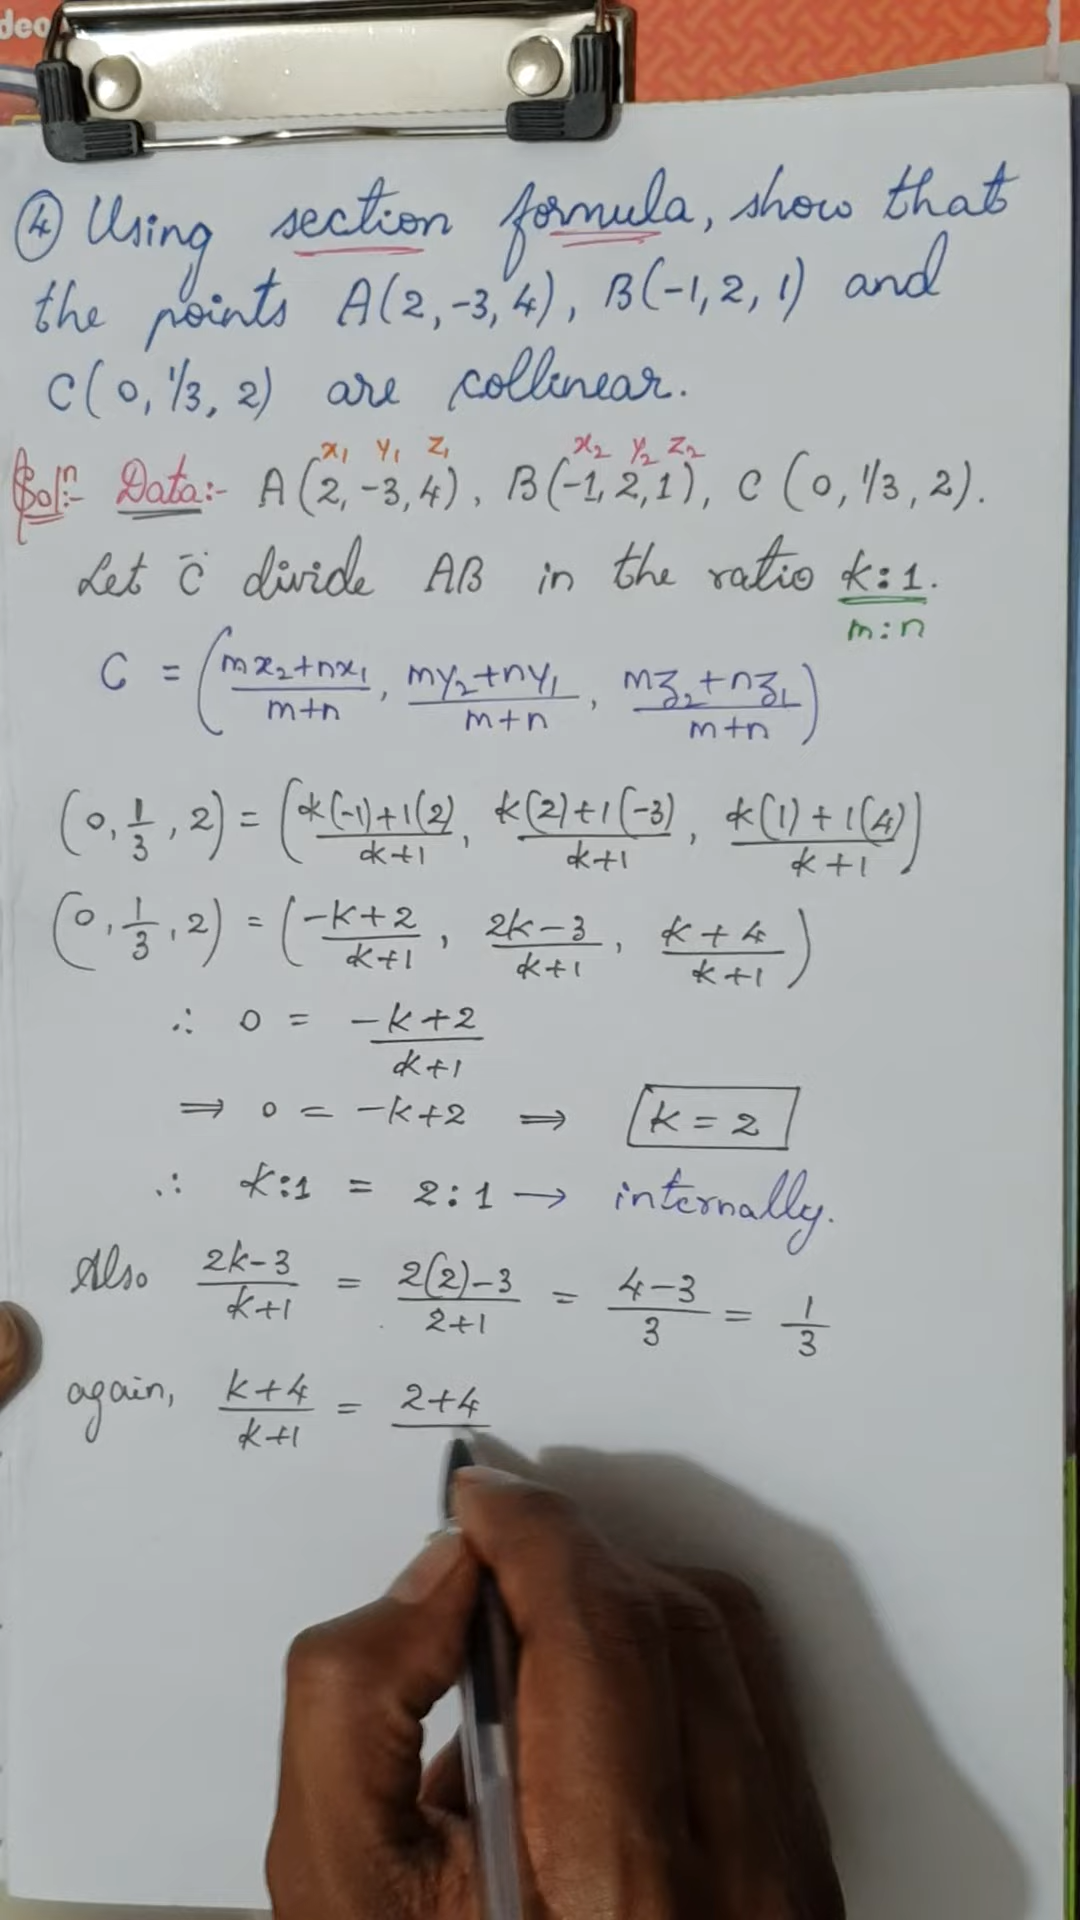 deo
④ Using section formula, show that
the points A(2,-3,4), B(-1,2,1) and
C(0,1/3,2) are collinear.
x₁ y₁ z₁ x₂ y₂ z₂
Solⁿ:- Data:- A(2,-3,4), B(-1,2,1), C(0,1/3,2).
Let C̄ divide AB in the ratio k:1.
m:n
C = (mx₂+nx₁/m+n, my₂+ny₁/m+n, mz₂+nz₁/m+n)
(0,1/3,2) = (k(-1)+1(2)/k+1, k(2)+1(-3)/k+1, k(1)+1(4)/k+1)
(0,1/3,2) = (-k+2/k+1, 2k-3/k+1, k+4/k+1)
∴ 0 = -k+2/k+1
⇒ 0 = -k+2 ⇒ k=2
∴ k:1 = 2:1 → internally.
Also 2k-3/k+1 = 2(2)-3/2+1 = 4-3/3 = 1/3
again, k+4/k+1 = 2+4